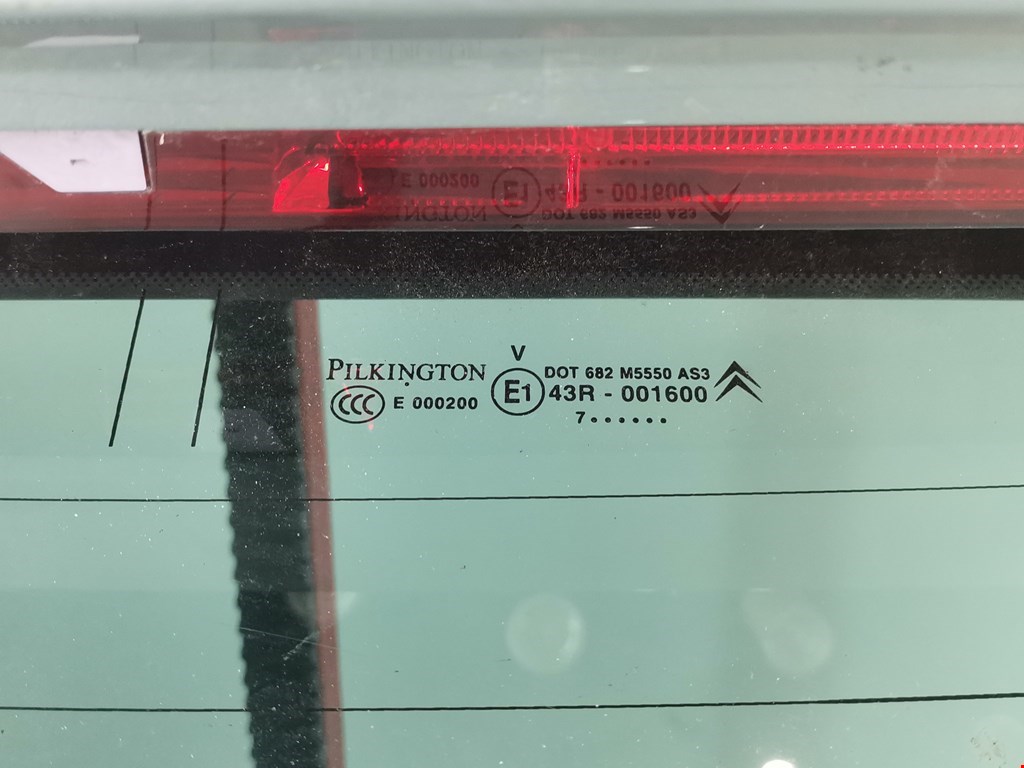 PILKINGTON
CCC E 000200
V
E1
DOT 682 M5550 AS3
43R - 001600
7••••••